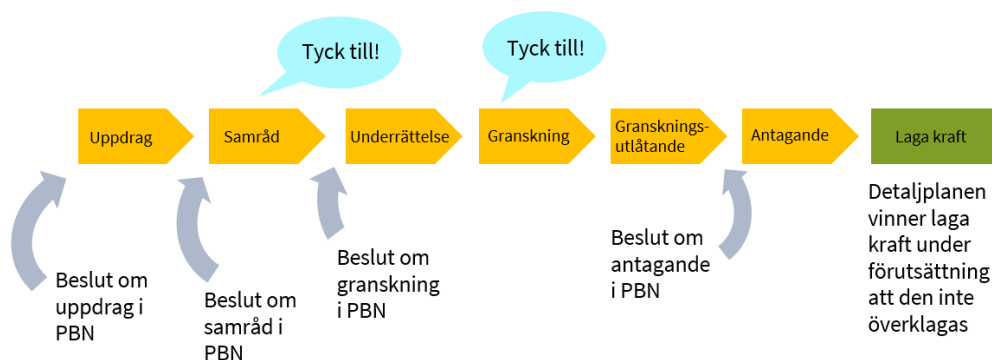 Tyck till!
Tyck till!
Uppdrag
Samråd
Underrättelse
Granskning
Gransknings-
utlåtande
Antagande
Laga kraft
Beslut om
uppdrag i
PBN
Beslut om
samråd i
PBN
Beslut om
granskning
i PBN
Beslut om
antagande
i PBN
Detaljplanen
vinner laga
kraft under
förutsättning
att den inte
överklagas